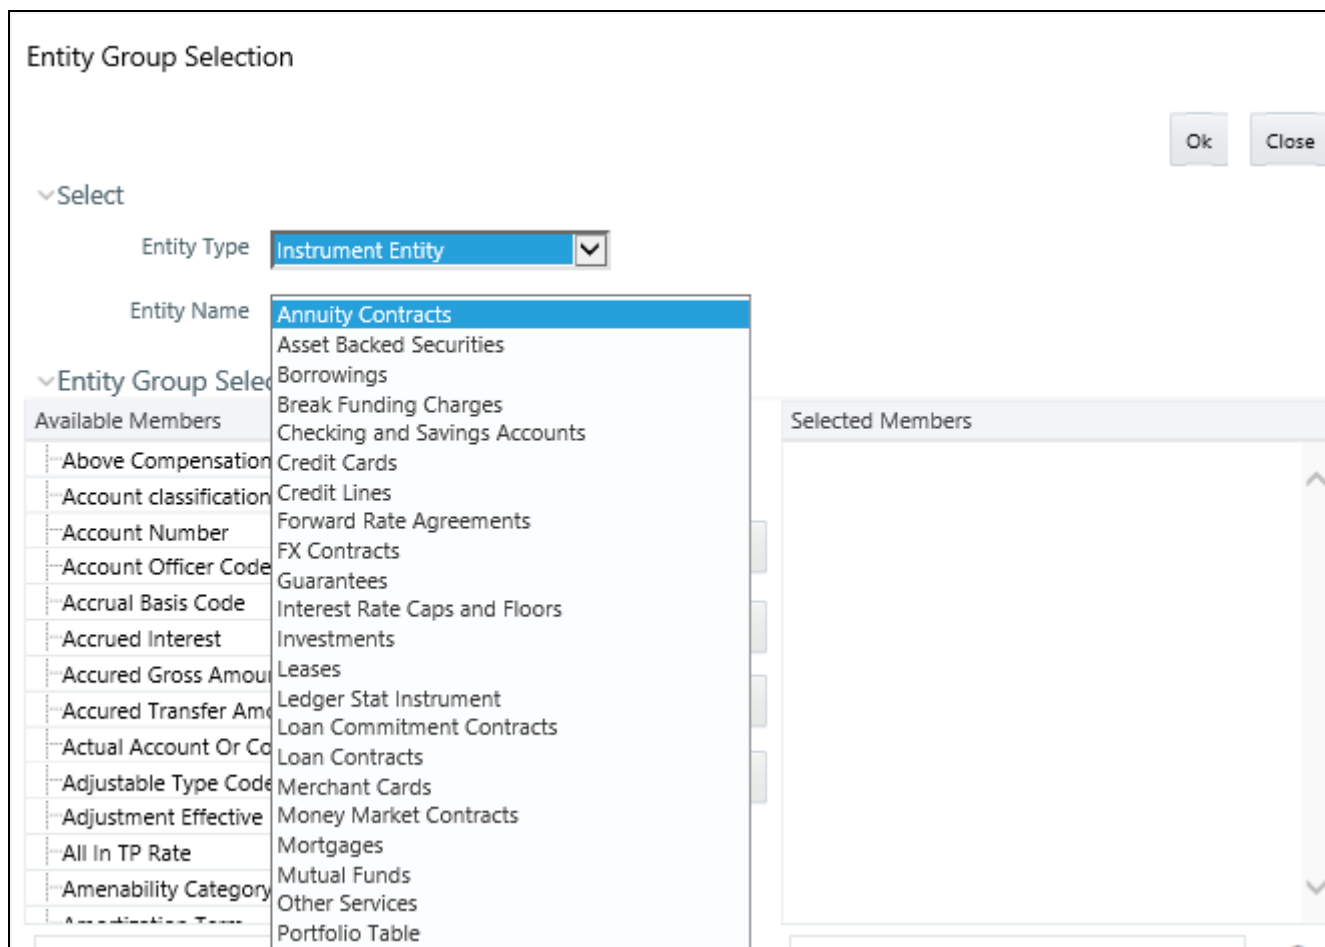 Entity Group Selection
Ok Close
Select
Entity Type Instrument Entity
Entity Name
Annuity Contracts
Asset Backed Securities
Borrowings
Break Funding Charges
Checking and Savings Accounts
Credit Cards
Credit Lines
Forward Rate Agreements
FX Contracts
Guarantees
Interest Rate Caps and Floors
Investments
Leases
Ledger Stat Instrument
Loan Commitment Contracts
Loan Contracts
Merchant Cards
Money Market Contracts
Mortgages
Mutual Funds
Other Services
Portfolio Table
Entity Group Selec
Available Members
Above Compensation
Account classification
Account Number
Account Officer Code
Accrual Basis Code
Accrued Interest
Accured Gross Amou
Accured Transfer Am
Actual Account Or Co
Adjustable Type Code
Adjustment Effective
All In TP Rate
Amenability Category
Amortization Term
Selected Members